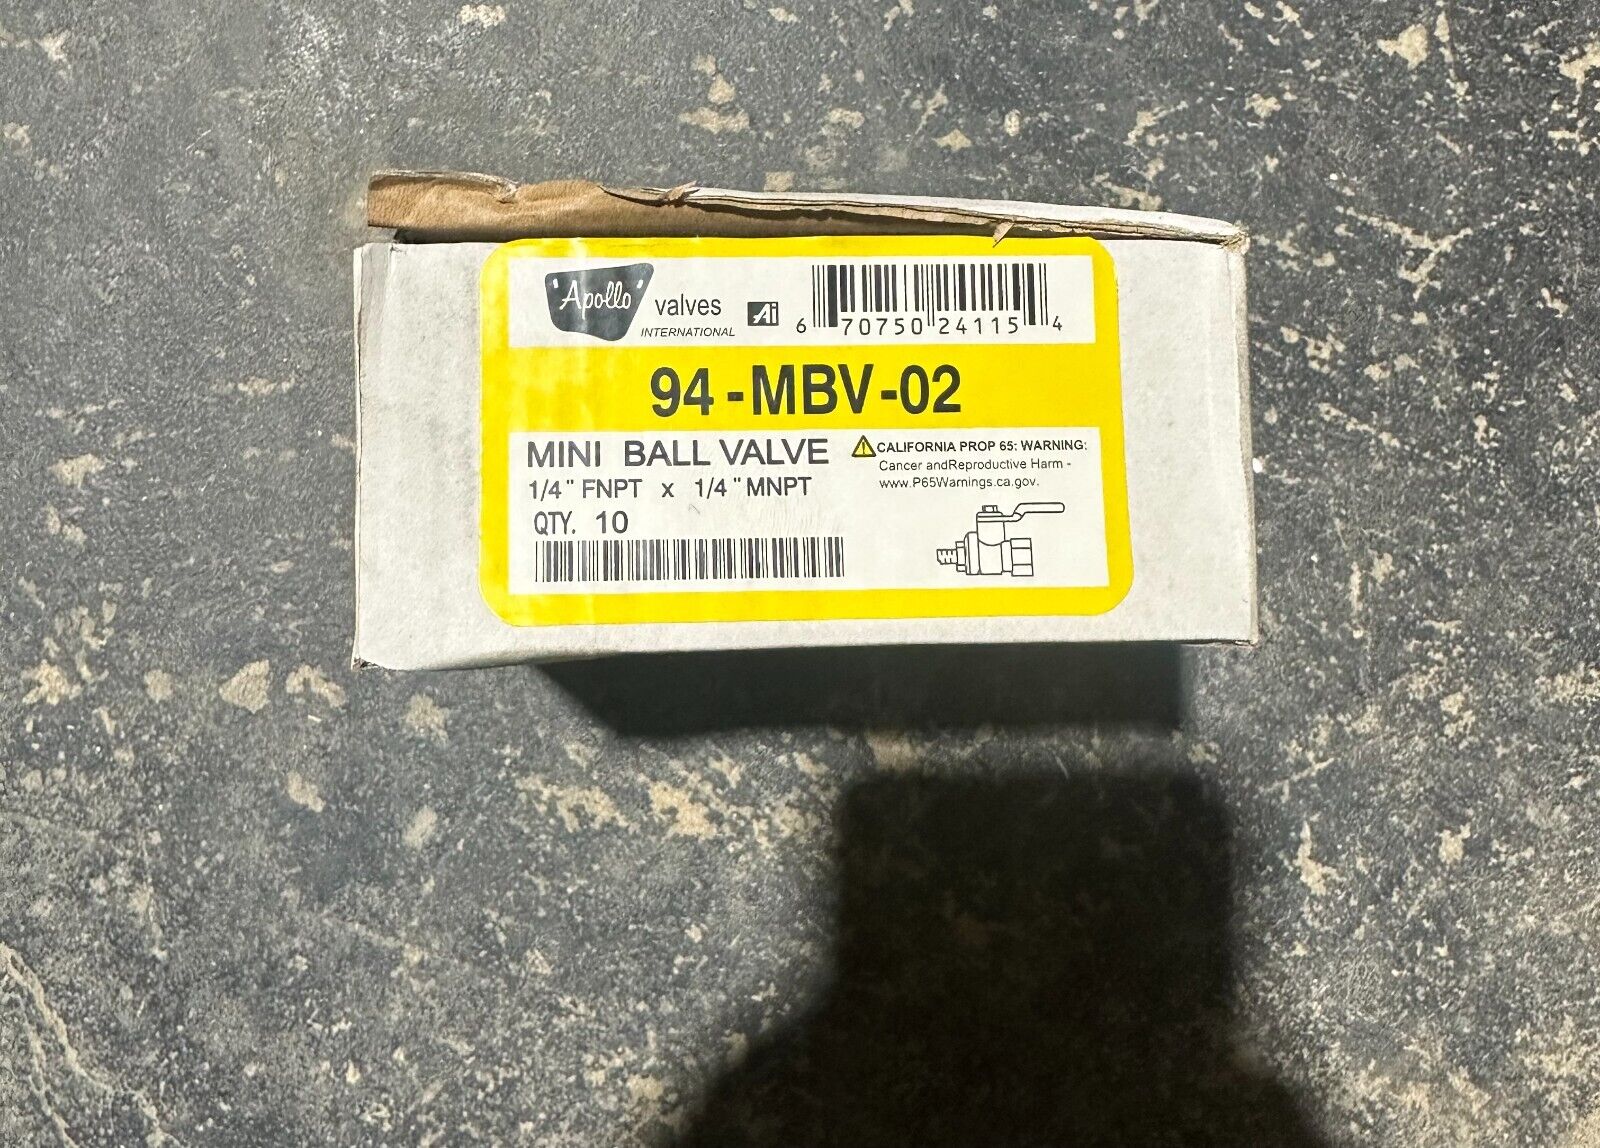 'Apollo' valves
INTERNATIONAL
Ai
6 70750 24115 4
94-MBV-02
MINI BALL VALVE
1/4" FNPT x 1/4" MNPT
QTY. 10
CALIFORNIA PROP 65: WARNING:
Cancer andReproductive Harm -
www.P65Warnings.ca.gov.